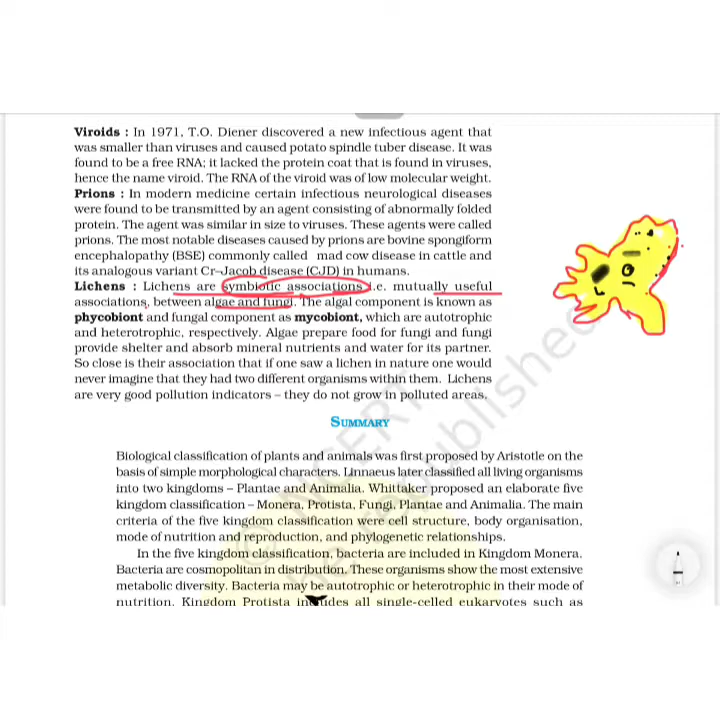 Viroids : In 1971, T.O. Diener discovered a new infectious agent that
was smaller than viruses and caused potato spindle tuber disease. It was
found to be a free RNA; it lacked the protein coat that is found in viruses,
hence the name viroid. The RNA of the viroid was of low molecular weight.
Prions : In modern medicine certain infectious neurological diseases
were found to be transmitted by an agent consisting of abnormally folded
protein. The agent was similar in size to viruses. These agents were called
prions. The most notable diseases caused by prions are bovine spongiform
encephalopathy (BSE) commonly called mad cow disease in cattle and
its analogous variant Cr–Jacob disease (CJD) in humans.
Lichens : Lichens are symbiotic associations i.e. mutually useful
associations, between algae and fungi. The algal component is known as
phycobiont and fungal component as mycobiont, which are autotrophic
and heterotrophic, respectively. Algae prepare food for fungi and fungi
provide shelter and absorb mineral nutrients and water for its partner.
So close is their association that if one saw a lichen in nature one would
never imagine that they had two different organisms within them. Lichens
are very good pollution indicators – they do not grow in polluted areas.
SUMMARY
Biological classification of plants and animals was first proposed by Aristotle on the
basis of simple morphological characters. Linnaeus later classified all living organisms
into two kingdoms – Plantae and Animalia. Whittaker proposed an elaborate five
kingdom classification – Monera, Protista, Fungi, Plantae and Animalia. The main
criteria of the five kingdom classification were cell structure, body organisation,
mode of nutrition and reproduction, and phylogenetic relationships.
In the five kingdom classification, bacteria are included in Kingdom Monera.
Bacteria are cosmopolitan in distribution. These organisms show the most extensive
metabolic diversity. Bacteria may be autotrophic or heterotrophic in their mode of
nutrition. Kingdom Protista includes all single-celled eukaryotes such as
© NCERT
be republished